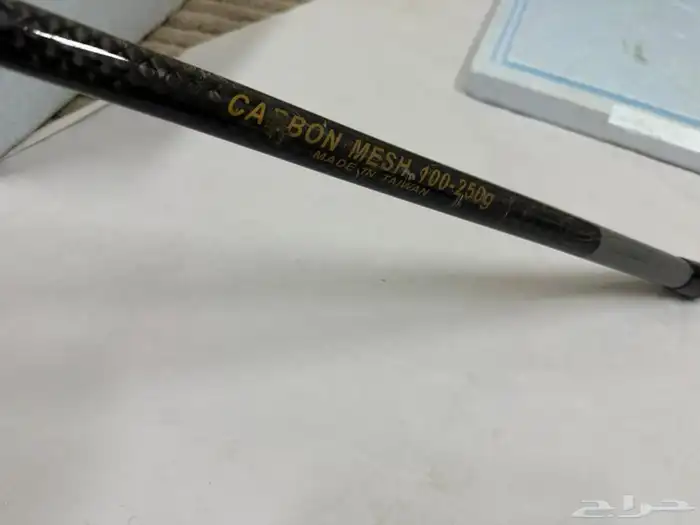 CARBON MESH 100-250g
MADE IN TAIWAN
حراج